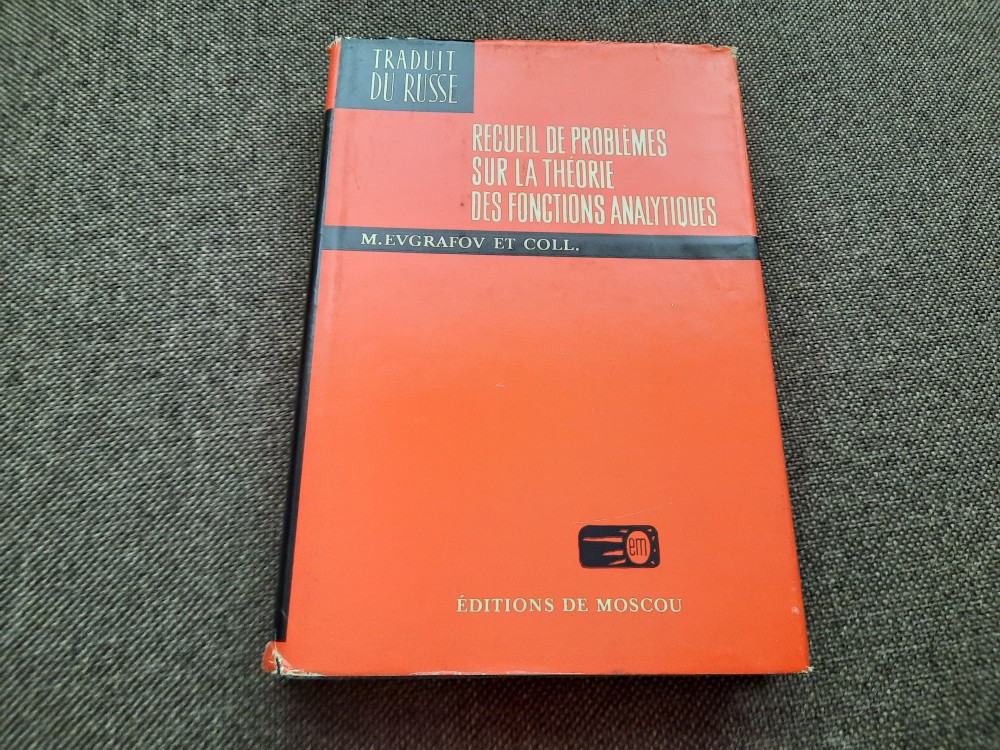 TRADUIT
DU RUSSE
RECUEIL DE PROBLÈMES
SUR LA THÉORIE
DES FONCTIONS ANALYTIQUES
M. EVGRAFOV ET COLL.
em
ÉDITIONS DE MOSCOU